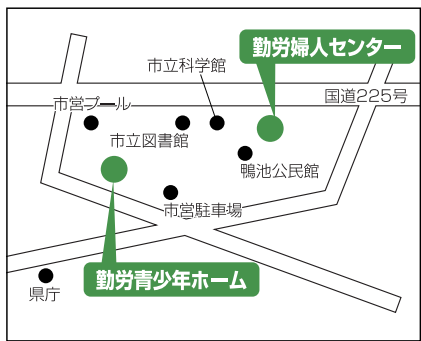 勤労婦人センター
市立科学館
国道225号
市営プール
市立図書館
鴨池公民館
市営駐車場
勤労青少年ホーム
県庁